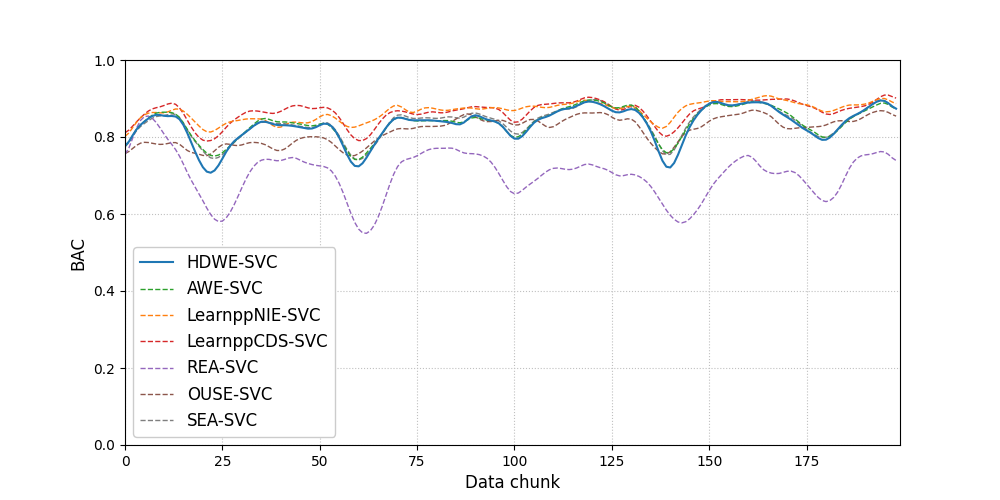 1.0
0.8
0.6
0.4
0.2
0.0
BAC
HDWE-SVC
AWE-SVC
LearnppNIE-SVC
LearnppCDS-SVC
REA-SVC
OUSE-SVC
SEA-SVC
0 25 50 75 100 125 150 175
Data chunk